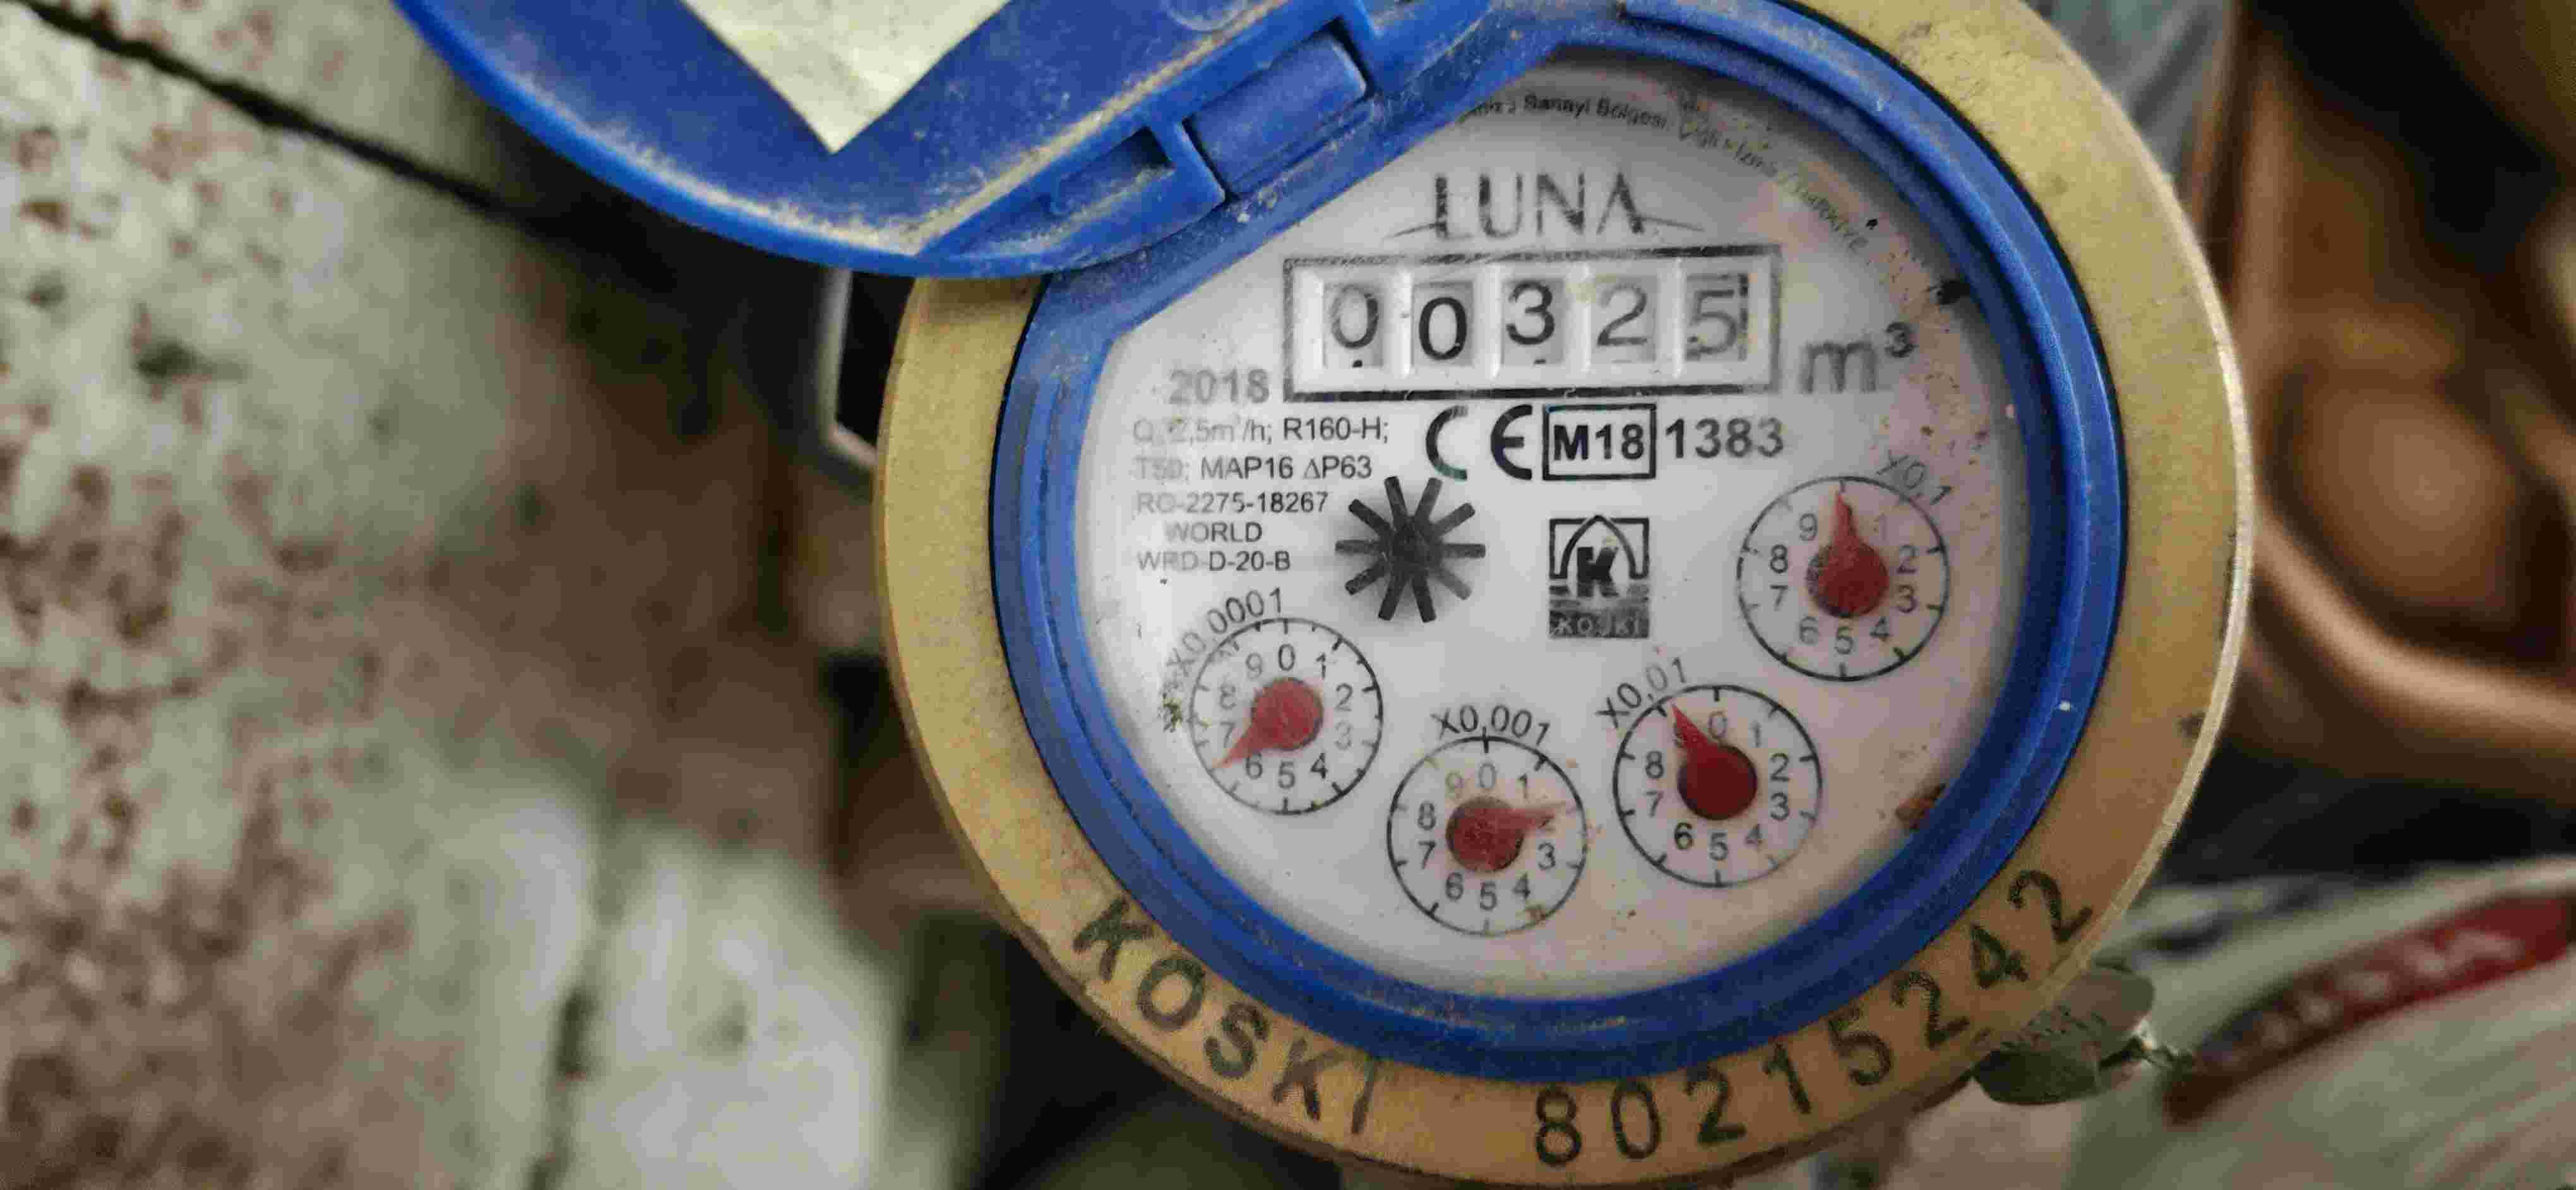 Sanayi Bölgesi
LUNA
00325 m³
2018
R160-H;
CE M18 1383
T50; MAP16 ΔP63
RO-2275-18267
WORLD
WRD D-20-B
KOSKİ
X0,1
1 2 3 4 5 6 7 8 9
X0,0001
0 1 2 3 4 5 6 7 8 9
X0,001
0 1 2 3 4 5 6 7 8 9
X0,01
0 1 2 3 4 5 6 7 8
KOSKİ 80215242